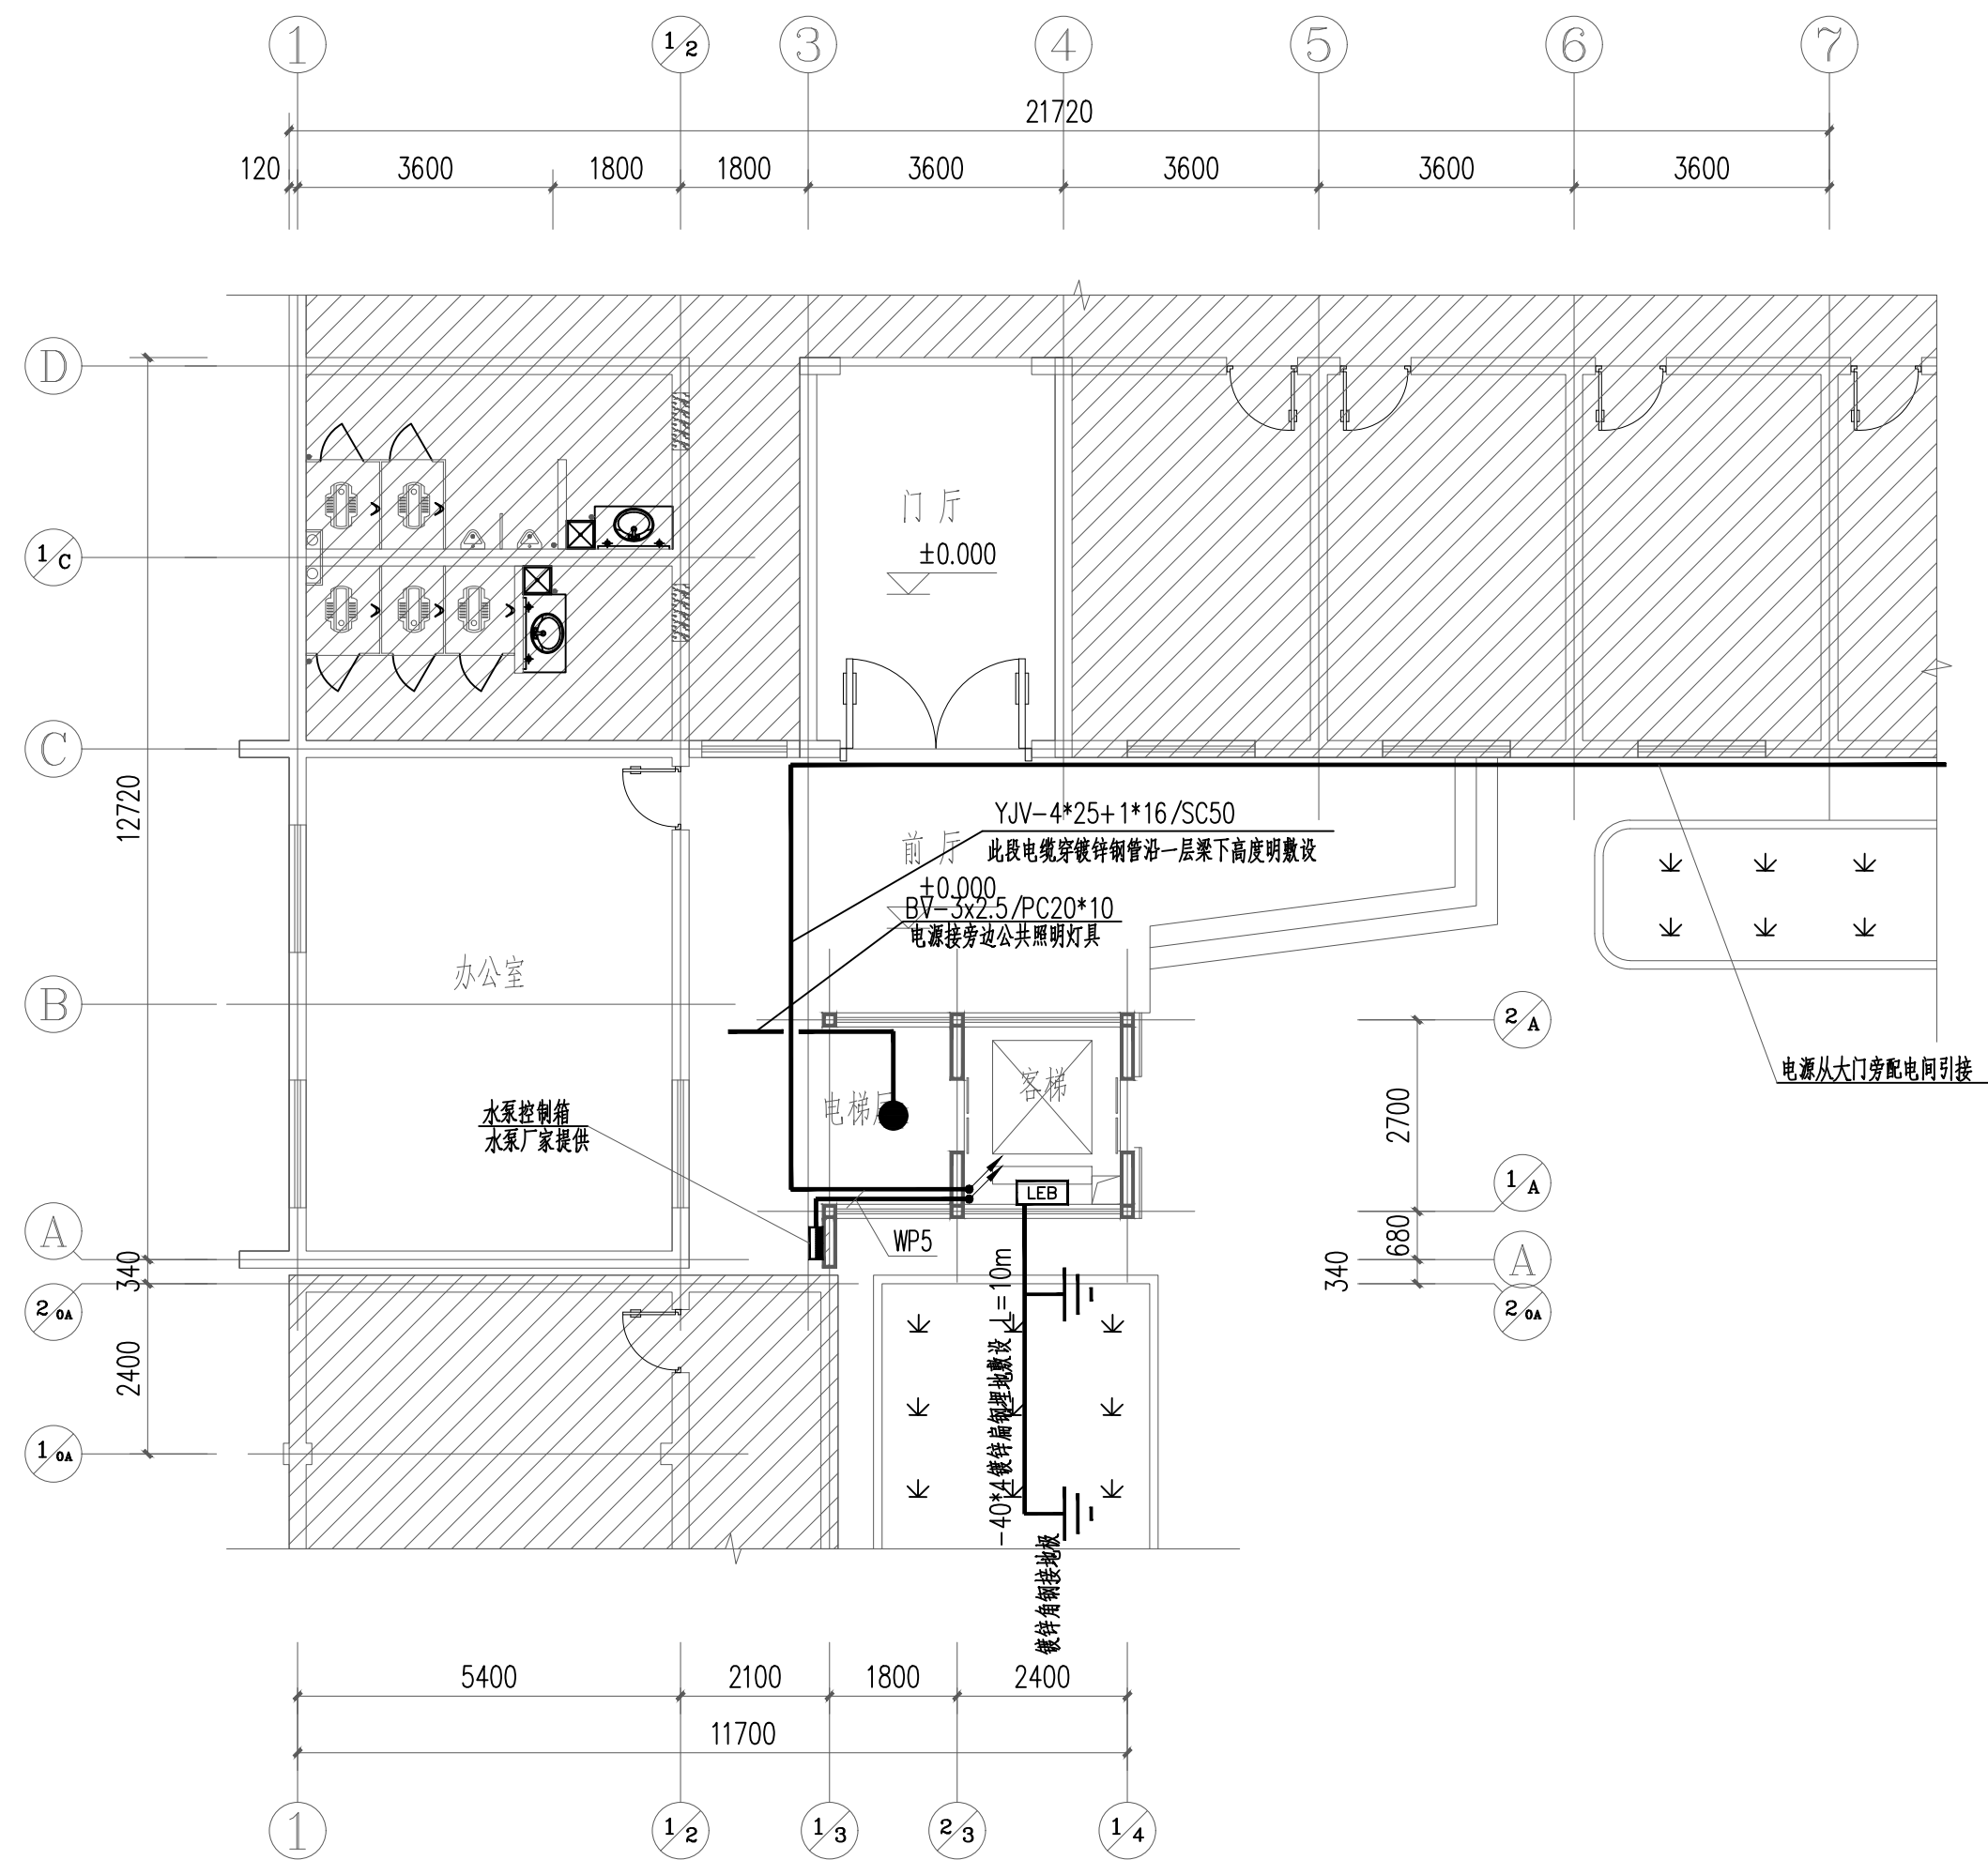 1
1/2
3
4
5
6
7
21720
120
3600
1800
1800
3600
3600
3600
3600
D
1/C
C
B
A
2/0A
1/0A
12720
340
2400
门厅
±0.000
YJV-4*25+1*16/SC50
此段电缆穿镀锌钢管沿一层梁下高度明敷设
前厅
±0.000
BV-3x2.5/PC20*10
电源接旁边公共照明灯具
办公室
水泵控制箱
水泵厂家提供
电梯厅
客梯
LEB
WP5
电源从大门旁配电间引接
2/A
1/A
A
2/0A
2700
680
340
-40*4镀锌扁钢埋地敷设 L=10m
镀锌角钢接地极
5400
2100
1800
2400
11700
1
1/2
1/3
2/3
1/4